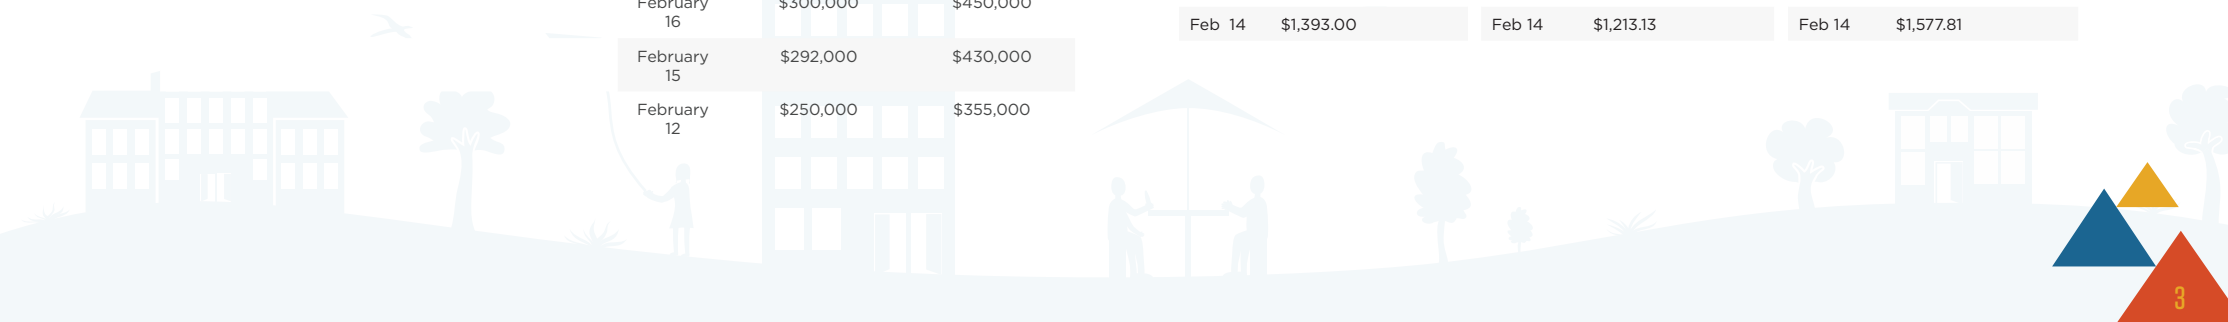 February $300,000 $450,000
16
February $292,000 $430,000
15
February $250,000 $355,000
12
Feb 14 $1,393.00 Feb 14 $1,213.13 Feb 14 $1,577.81
3